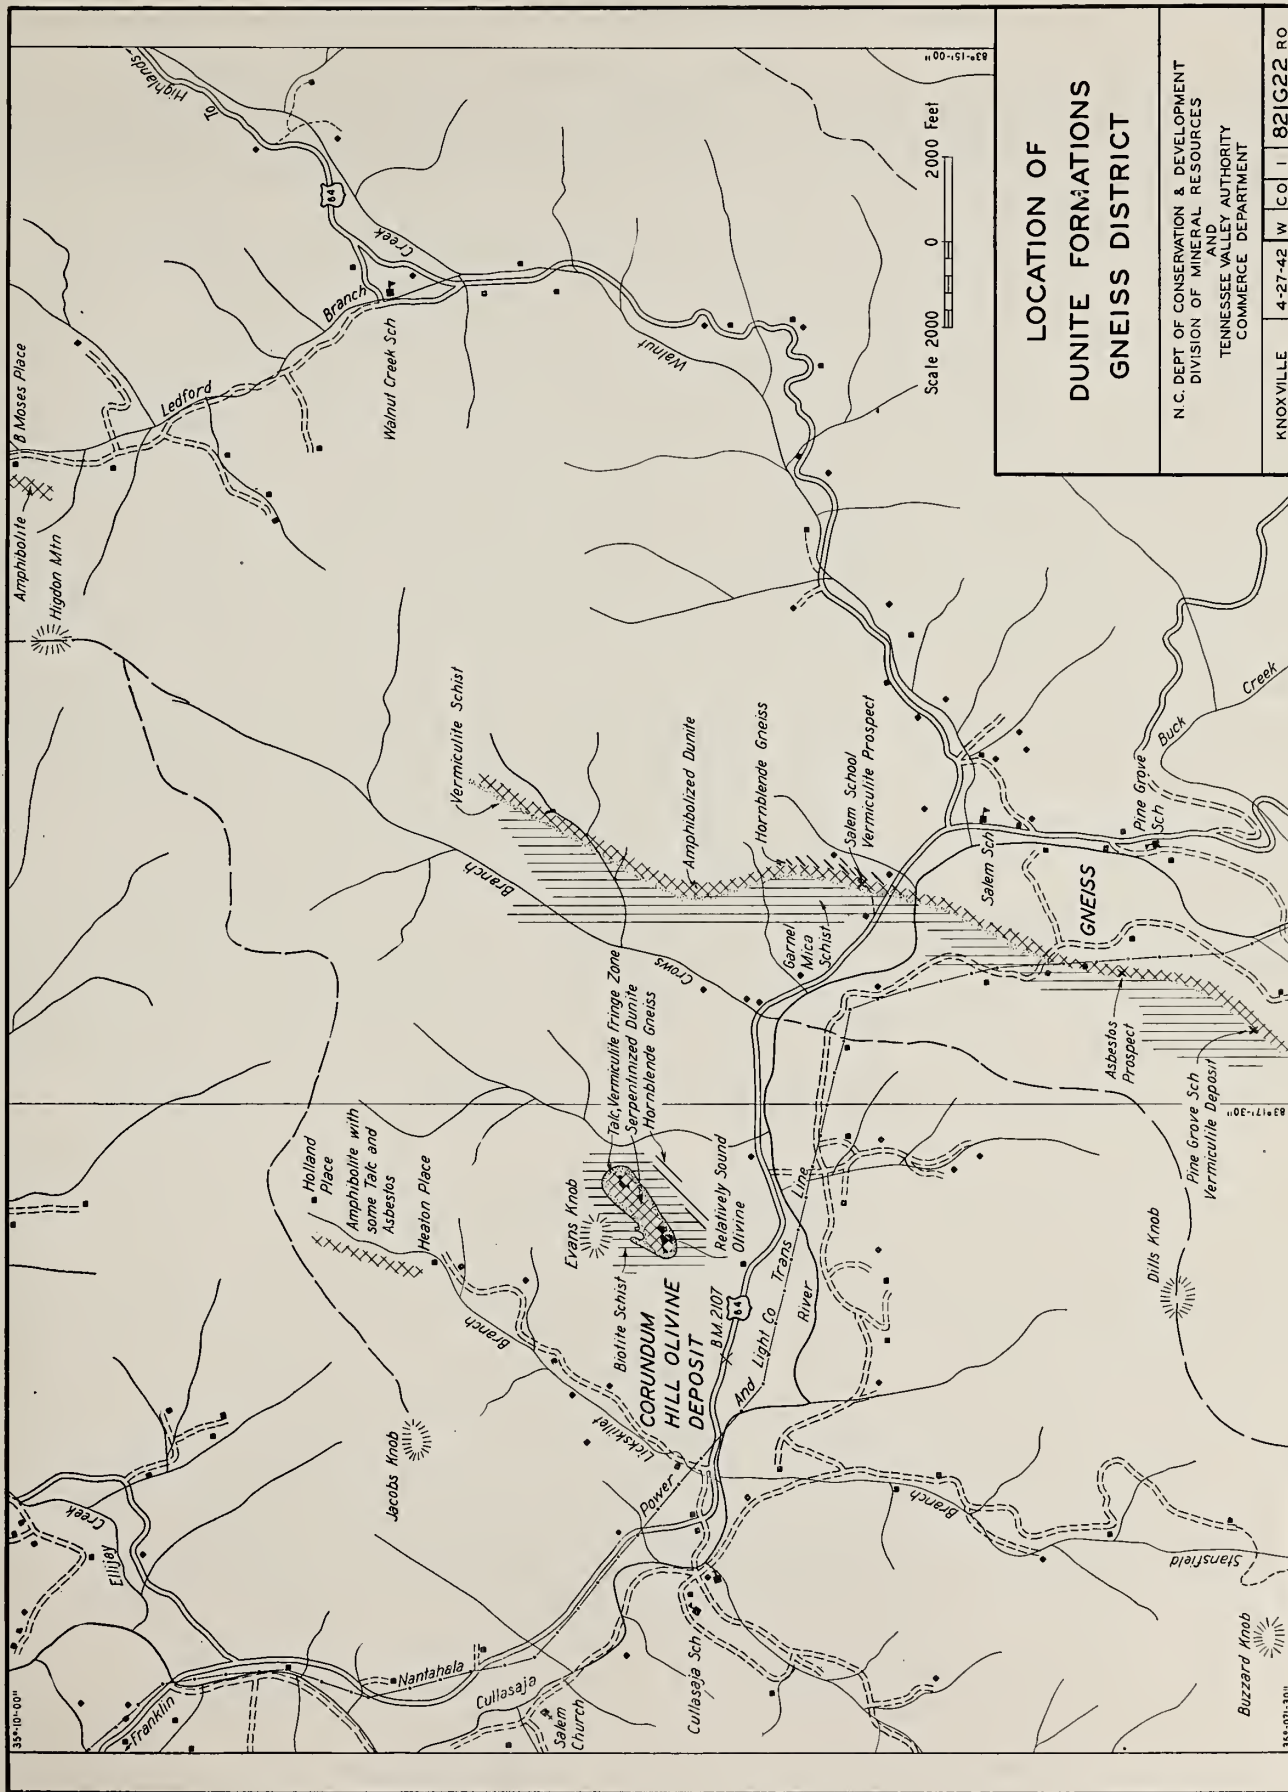 35°-10'-00"
Franklin
Ellijay
Creek
Nantahala
Cullasaja
Salem
Church
Cullasaja Sch
Jacobs Knob
Power
And Light Co
Trans
Line
River
Lickskillet
Branch
Holland
Place
Amphibolite with
some Talc and
Asbestos
Heaton Place
Evans Knob
Biotite Schist
Talc, Vermiculite Fringe Zone
Serpentinized Dunite
Hornblende Gneiss
Relatively Sound
Olivine
CORUNDUM
HILL OLIVINE
DEPOSIT
B M 2107
64
Stansfield
Branch
Buzzard Knob
Dills Knob
83°-17'-30"
Amphibolite
B Moses Place
Higdon Mtn
Ledford
Branch
Walnut Creek Sch
To
Highlands
64
Creek
Walnut
83°-15'-00"
Crows
Branch
Vermiculite Schist
Amphibolized Dunite
Hornblende Gneiss
Garnet
Mica
Schist
Salem School
Vermiculite Prospect
Salem Sch
GNEISS
Pine Grove
Sch
Buck
Creek
Asbestos
Prospect
Pine Grove Sch
Vermiculite Deposit
Scale 2000 0 2000 Feet
LOCATION OF
DUNITE FORMATIONS
GNEISS DISTRICT
N.C. DEPT OF CONSERVATION & DEVELOPMENT
DIVISION OF MINERAL RESOURCES
AND
TENNESSEE VALLEY AUTHORITY
COMMERCE DEPARTMENT
KNOXVILLE 4-27-42 W CO 1 821G22 RO